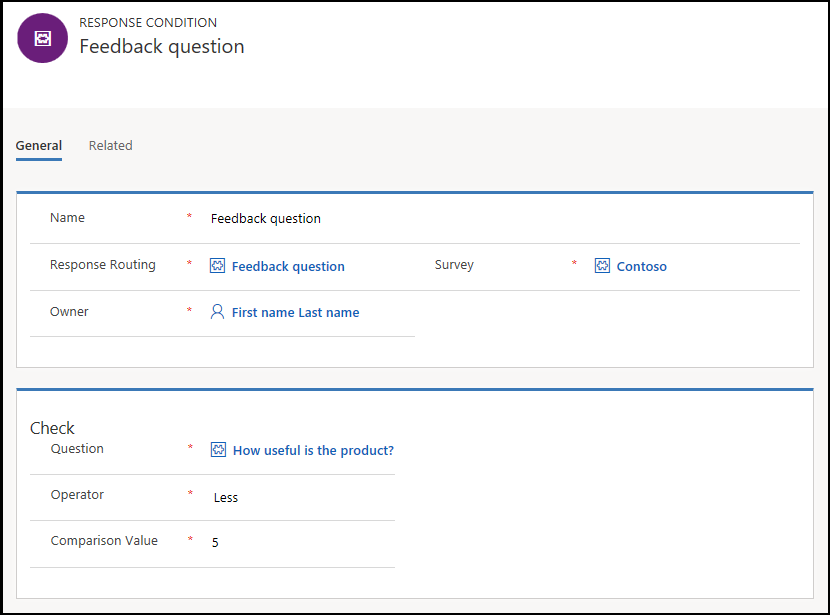 RESPONSE CONDITION
Feedback question
General Related
Name * Feedback question
Response Routing * Feedback question Survey * Contoso
Owner * First name Last name
Check
Question * How useful is the product?
Operator * Less
Comparison Value * 5